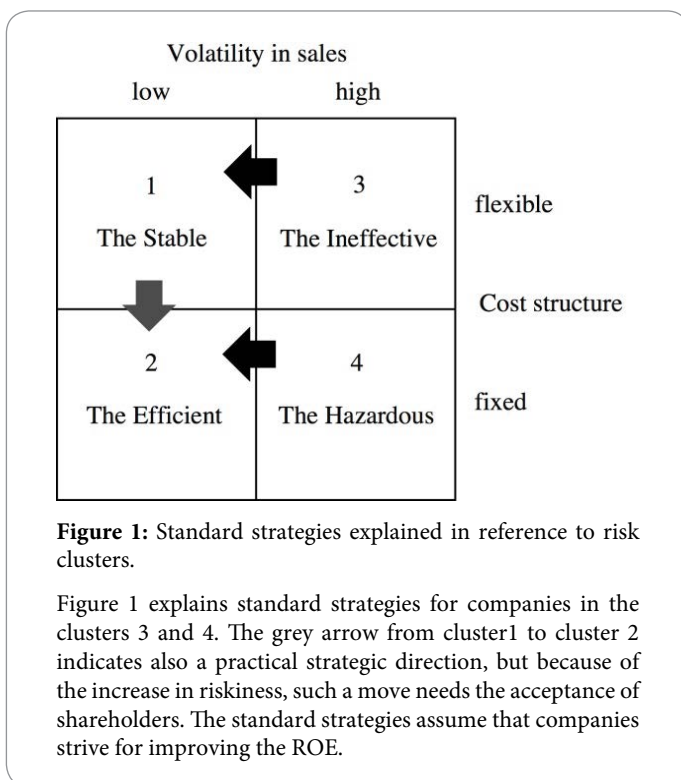 Volatility in sales
low high
1 3 flexible
The Stable The Ineffective
Cost structure
2 4
The Efficient The Hazardous fixed
Figure 1: Standard strategies explained in reference to risk
clusters.
Figure 1 explains standard strategies for companies in the
clusters 3 and 4. The grey arrow from cluster1 to cluster 2
indicates also a practical strategic direction, but because of
the increase in riskiness, such a move needs the acceptance of
shareholders. The standard strategies assume that companies
strive for improving the ROE.